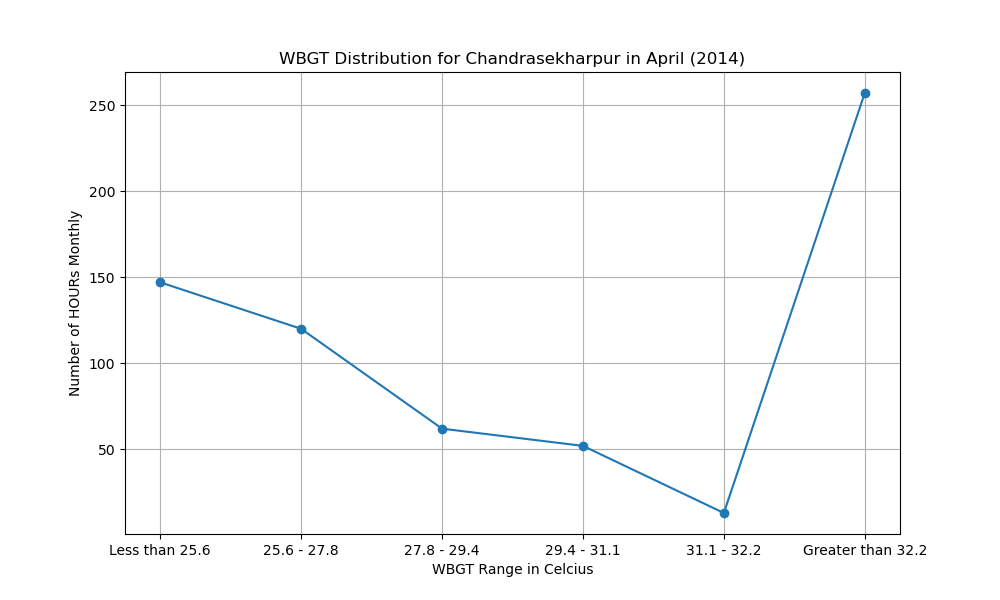 WBGT Distribution for Chandrasekharpur in April (2014)
Number of HOURs Monthly
250
200
150
100
50
Less than 25.6
25.6 - 27.8
27.8 - 29.4
29.4 - 31.1
31.1 - 32.2
Greater than 32.2
WBGT Range in Celcius